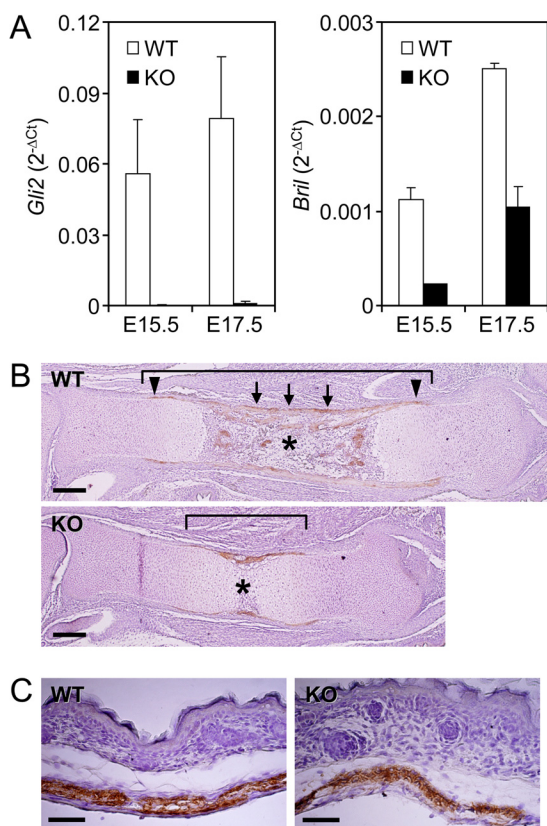 A
0.12
0.09
0.06
0.03
0
Gli2 (2-ΔCt)
WT
KO
E15.5
E17.5
0.003
0.002
0.001
0
Bril (2-ΔCt)
WT
KO
E15.5
E17.5
B
WT
*
KO
*
C
WT
KO